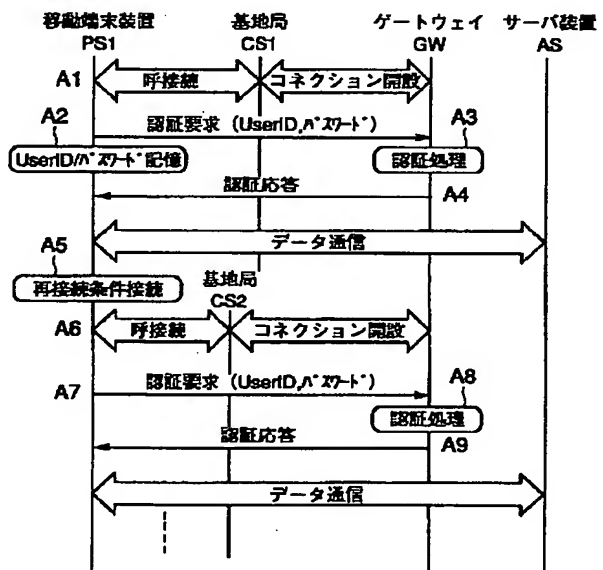 移動端末装置 基地局 ゲートウェイ サーバ装置
PS1 CS1 GW AS
A1 呼接続 コネクション開設
A2 認証要求 (UserID,パスワード) A3
UserID/パスワード記憶 認証処理
認証応答 A4
データ通信
A5 基地局
再接続条件接続 CS2
A6 呼接続 コネクション開設
A7 認証要求 (UserID,パスワード) A8
認証処理
認証応答 A9
データ通信